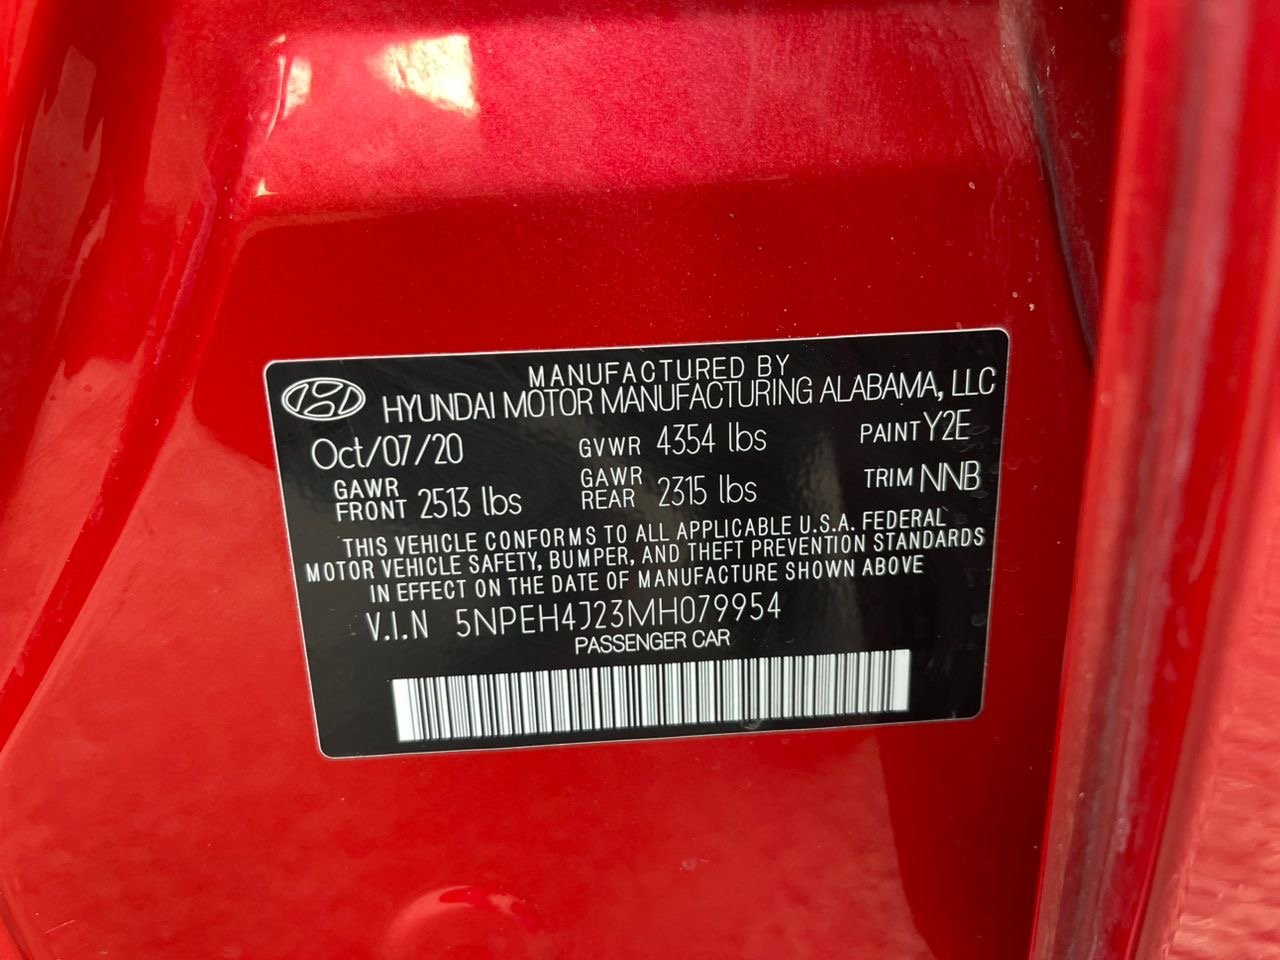 MANUFACTURED BY
HYUNDAI MOTOR MANUFACTURING ALABAMA, LLC
Oct/07/20 GVWR 4354 lbs PAINT Y2E
GAWR FRONT 2513 lbs GAWR REAR 2315 lbs TRIM NNB
THIS VEHICLE CONFORMS TO ALL APPLICABLE U.S.A. FEDERAL
MOTOR VEHICLE SAFETY, BUMPER, AND THEFT PREVENTION STANDARDS
IN EFFECT ON THE DATE OF MANUFACTURE SHOWN ABOVE
V.I.N 5NPEH4J23MH079954
PASSENGER CAR